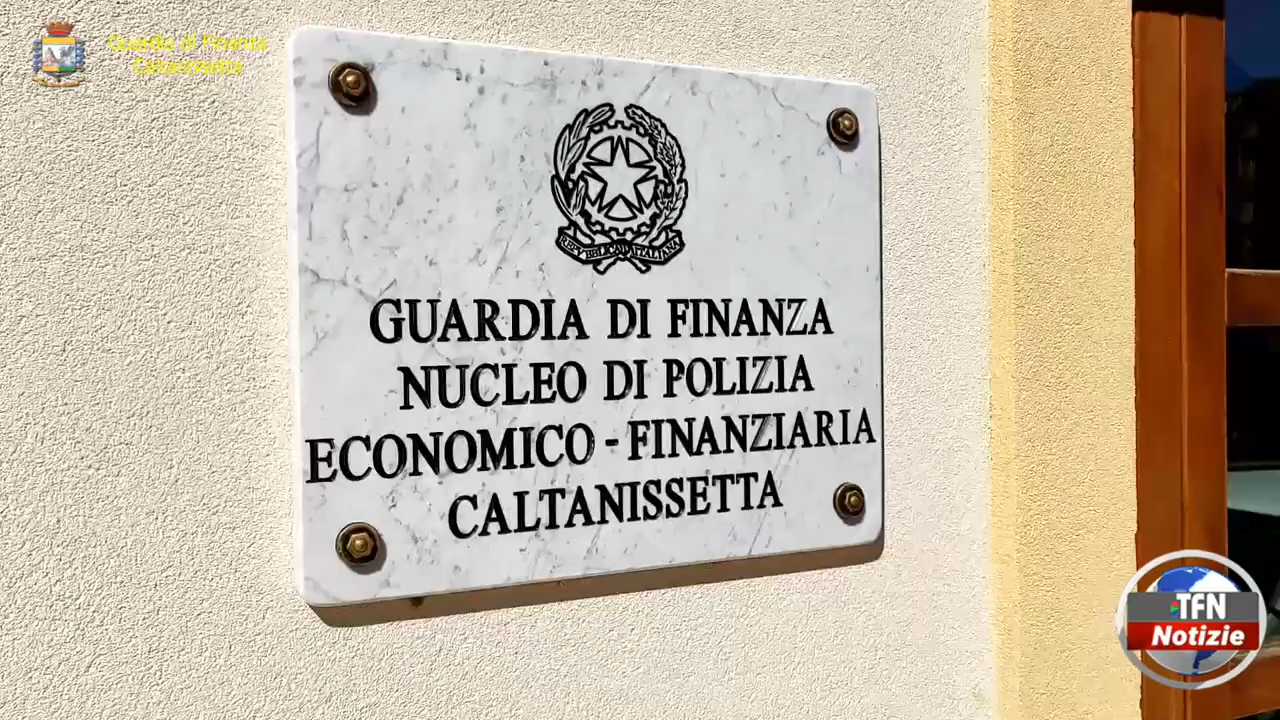 Guardia di Finanza
Caltanissetta
REPVBBLICA ITALIANA
GUARDIA DI FINANZA
NUCLEO DI POLIZIA
ECONOMICO - FINANZIARIA
CALTANISSETTA
TFN
Notizie